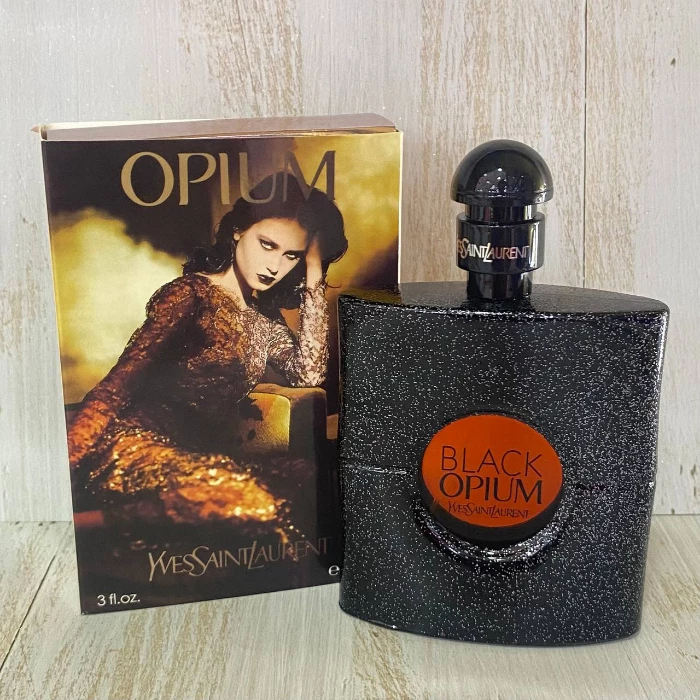 OPIUM
YVESSAINTLAURENT
3 fl.oz.
e
YVESSAINTLAURENT
BLACK
OPIUM
YVESSAINTLAURENT